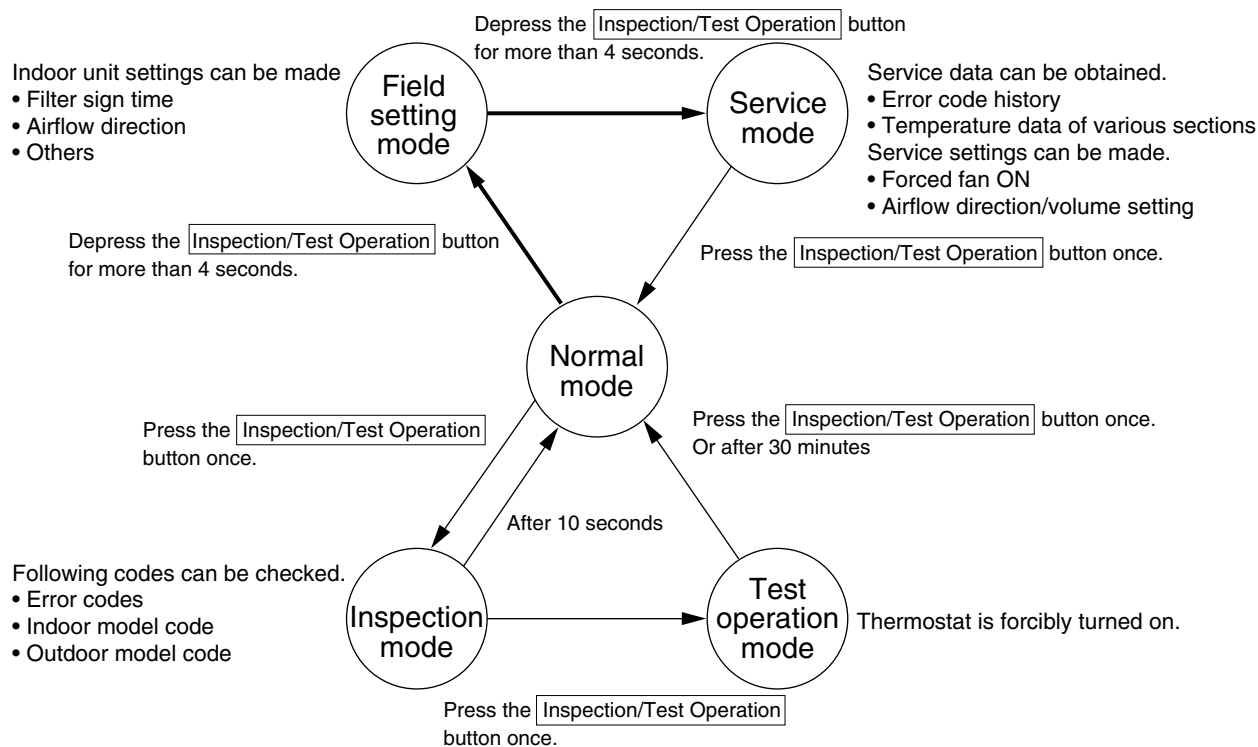 Depress the Inspection/Test Operation button
for more than 4 seconds.
Indoor unit settings can be made
• Filter sign time
• Airflow direction
• Others
Field
setting
mode
Service
mode
Service data can be obtained.
• Error code history
• Temperature data of various sections
Service settings can be made.
• Forced fan ON
• Airflow direction/volume setting
Depress the Inspection/Test Operation button
for more than 4 seconds.
Press the Inspection/Test Operation button once.
Normal
mode
Press the Inspection/Test Operation
button once.
Press the Inspection/Test Operation button once.
Or after 30 minutes
After 10 seconds
Following codes can be checked.
• Error codes
• Indoor model code
• Outdoor model code
Inspection
mode
Test
operation
mode
Thermostat is forcibly turned on.
Press the Inspection/Test Operation
button once.